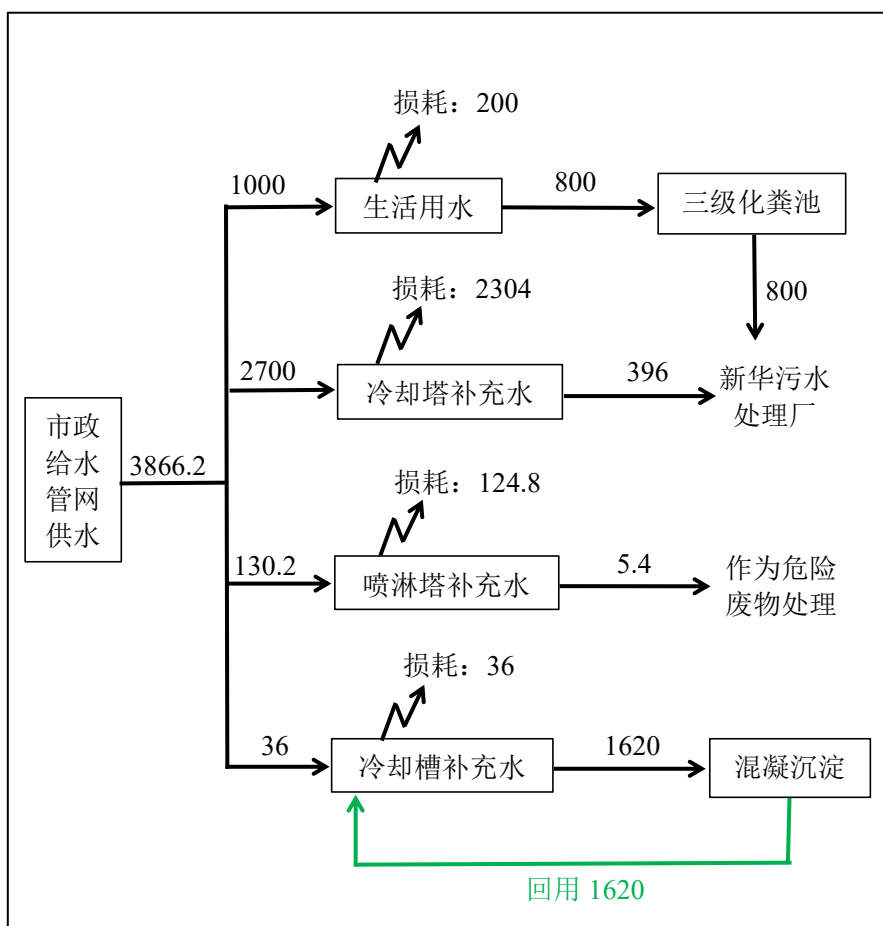 损耗：200
1000
生活用水
800
三级化粪池
800
损耗：2304
2700
冷却塔补充水
396
新华污水
处理厂
市政
给水
管网
供水
3866.2
损耗：124.8
130.2
喷淋塔补充水
5.4
作为危险
废物处理
损耗：36
36
冷却槽补充水
1620
混凝沉淀
回用 1620